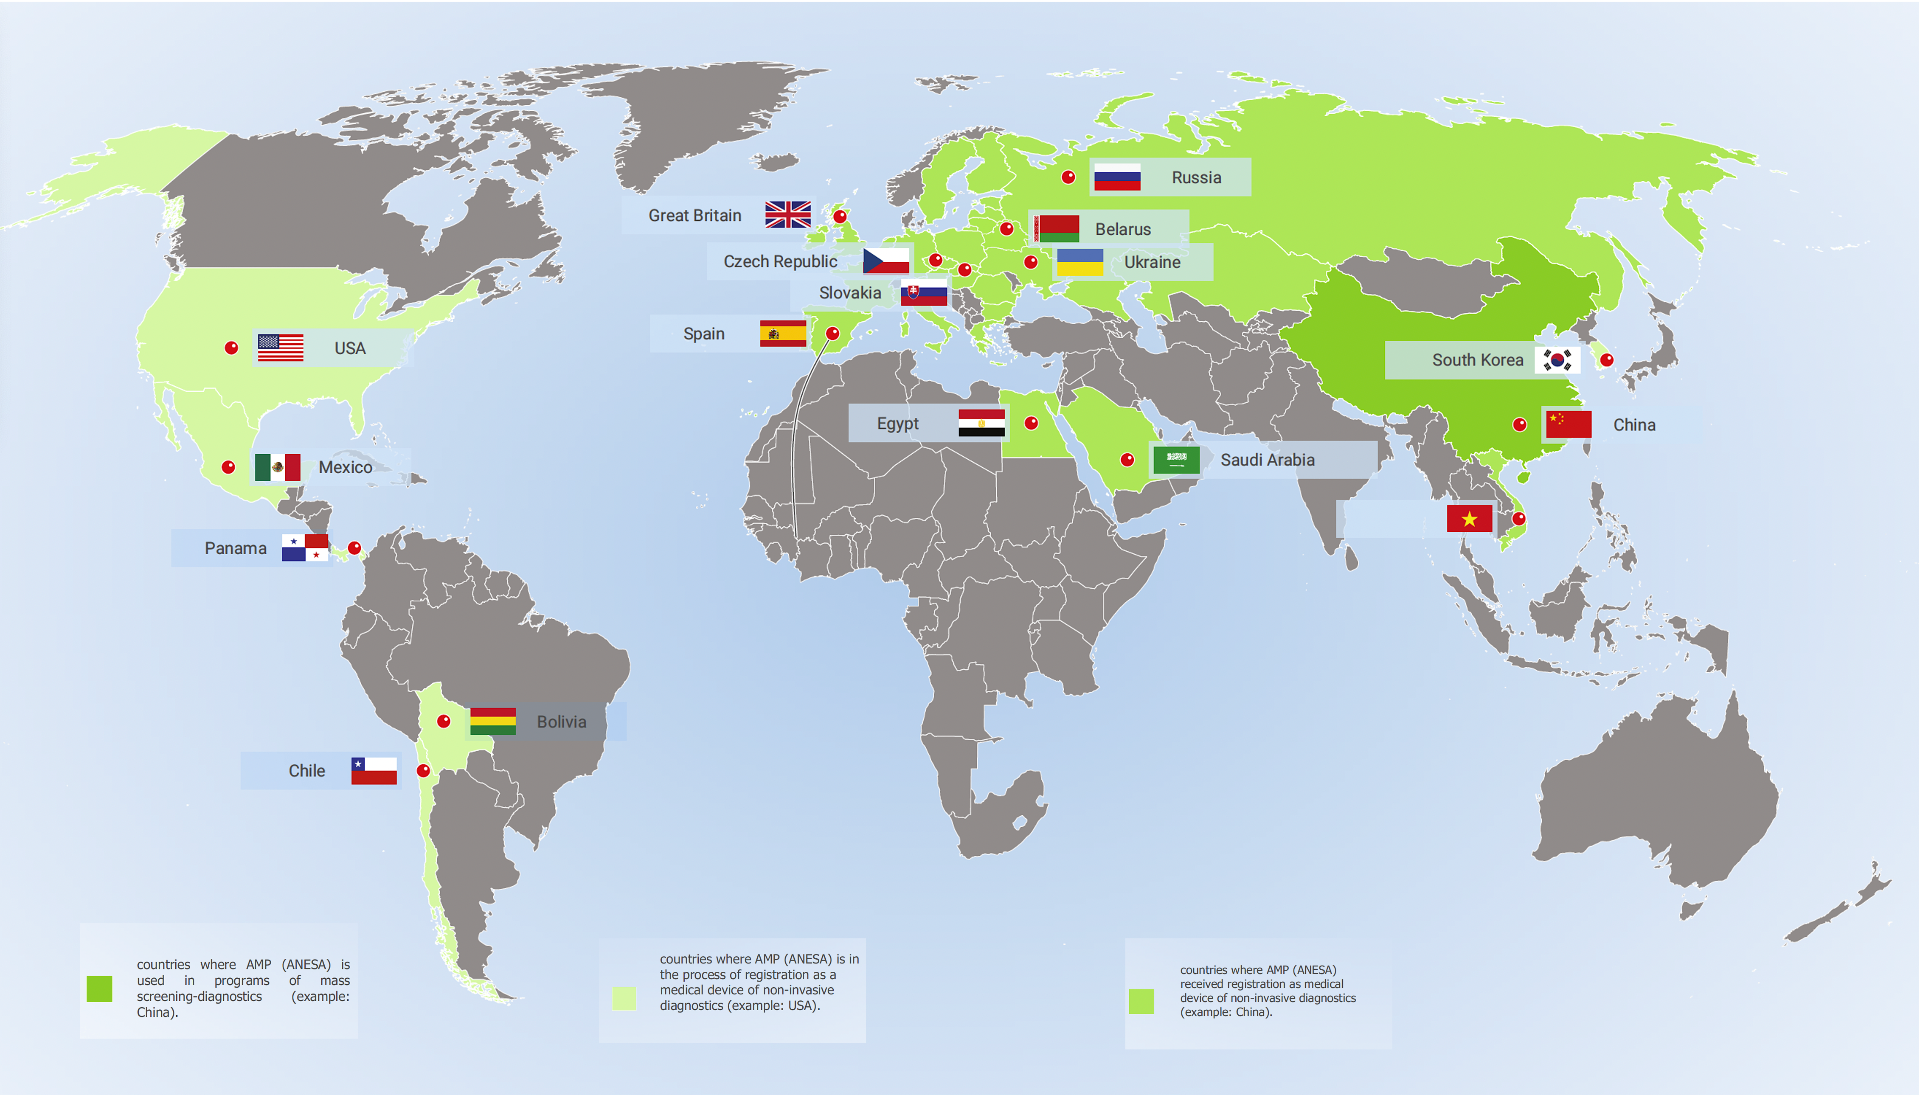 Russia
Great Britain
Belarus
Czech Republic
Ukraine
Slovakia
Spain
USA
South Korea
Egypt
China
Saudi Arabia
Mexico
Panama
Bolivia
Chile
countries where AMP (ANESA) is
used in programs of mass
screening-diagnostics (example:
China).
countries where AMP (ANESA) is in
the process of registration as a
medical device of non-invasive
diagnostics (example: USA).
countries where AMP (ANESA)
received registration as medical
device of non-invasive diagnostics
(example: China).